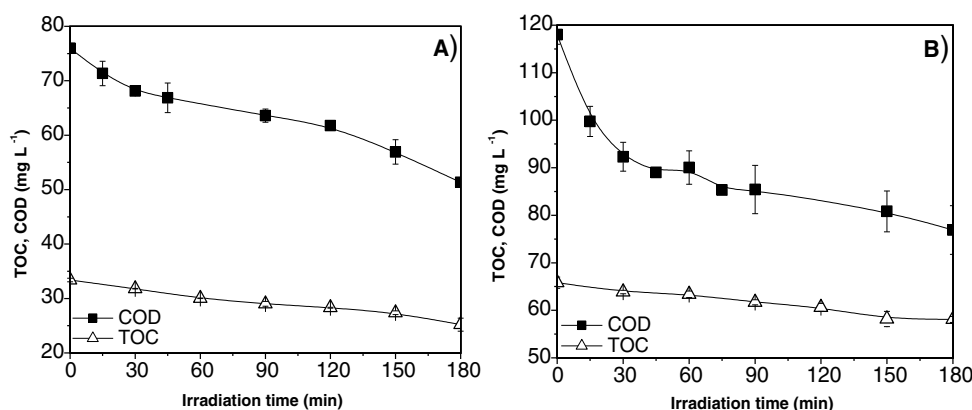 A)
80
70
60
50
40
30
20
TOC, COD (mg L⁻¹)
COD
TOC
0 30 60 90 120 150 180
Irradiation time (min)
B)
120
110
100
90
80
70
60
50
TOC, COD (mg L⁻¹)
COD
TOC
0 30 60 90 120 150 180
Irradiation time (min)